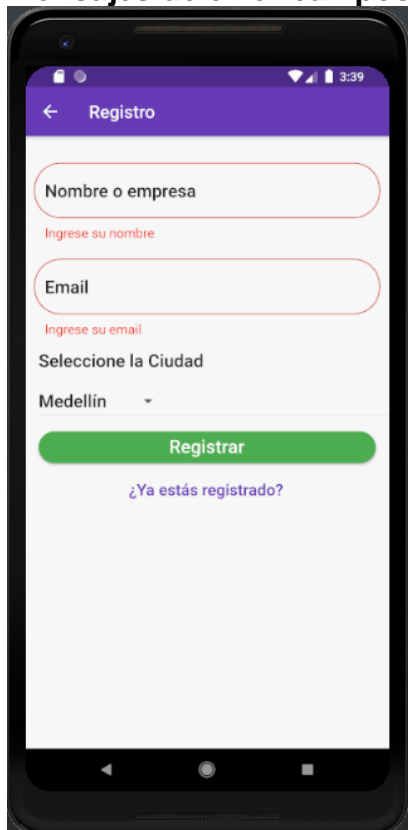 3:39
Registro
Nombre o empresa
Ingrese su nombre
Email
Ingrese su email
Seleccione la Ciudad
Medellín
Registrar
¿Ya estás registrado?